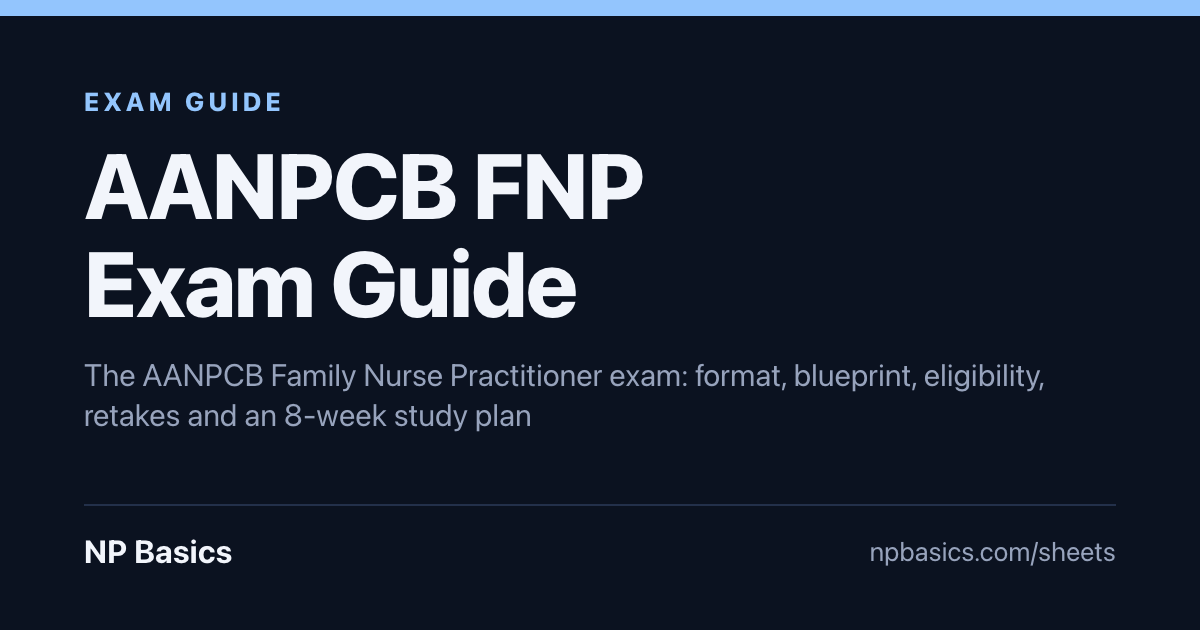 EXAM GUIDE
AANPCB FNP
Exam Guide
The AANPCB Family Nurse Practitioner exam: format, blueprint, eligibility,
retakes and an 8-week study plan
NP Basics
npbasics.com/sheets